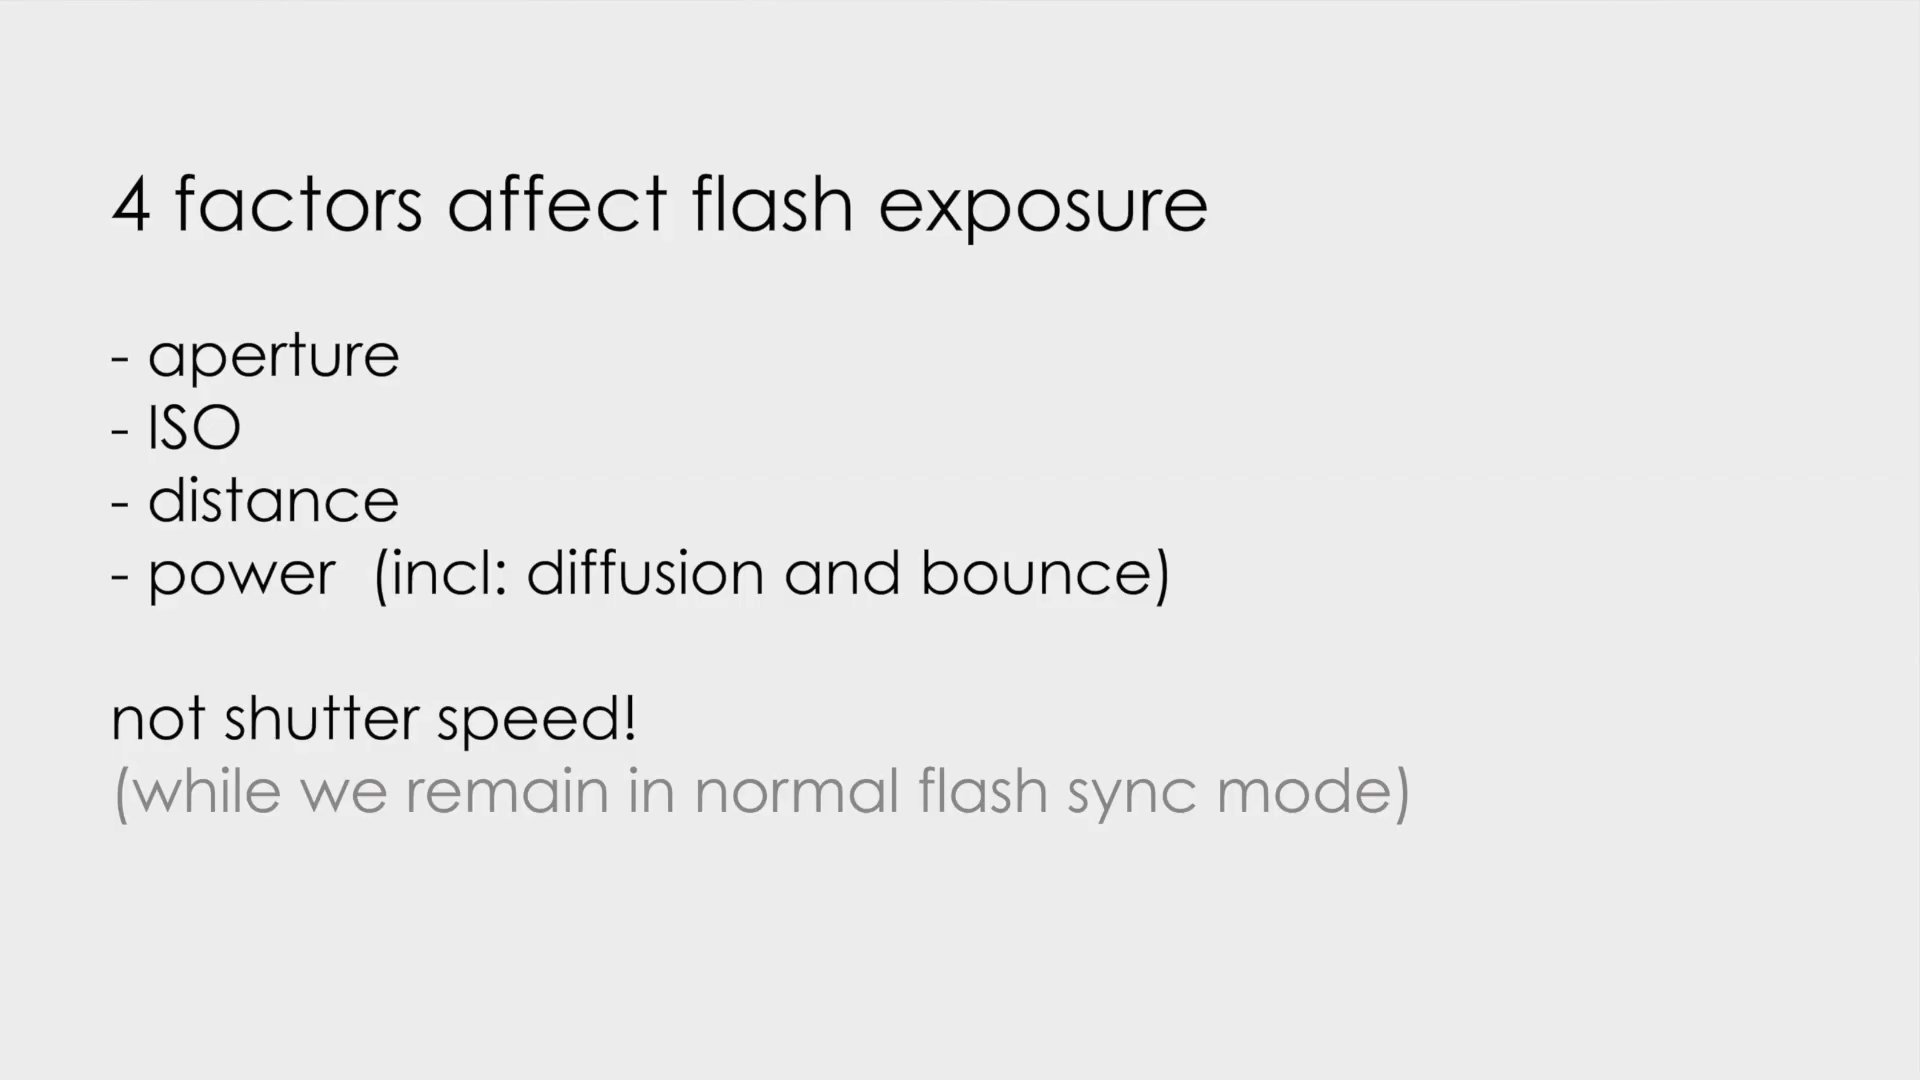 4 factors affect flash exposure
- aperture
- ISO
- distance
- power  (incl: diffusion and bounce)
not shutter speed!
(while we remain in normal flash sync mode)